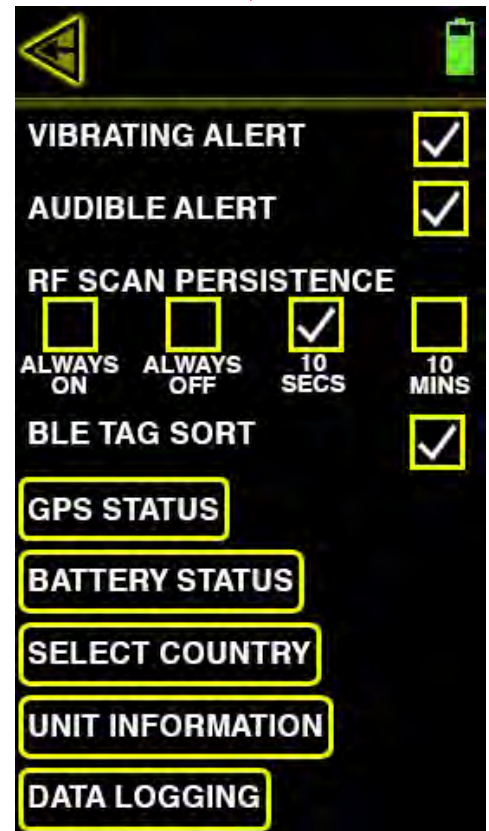 VIBRATING ALERT
AUDIBLE ALERT
RF SCAN PERSISTENCE
ALWAYS ON
ALWAYS OFF
10 SECS
10 MINS
BLE TAG SORT
GPS STATUS
BATTERY STATUS
SELECT COUNTRY
UNIT INFORMATION
DATA LOGGING